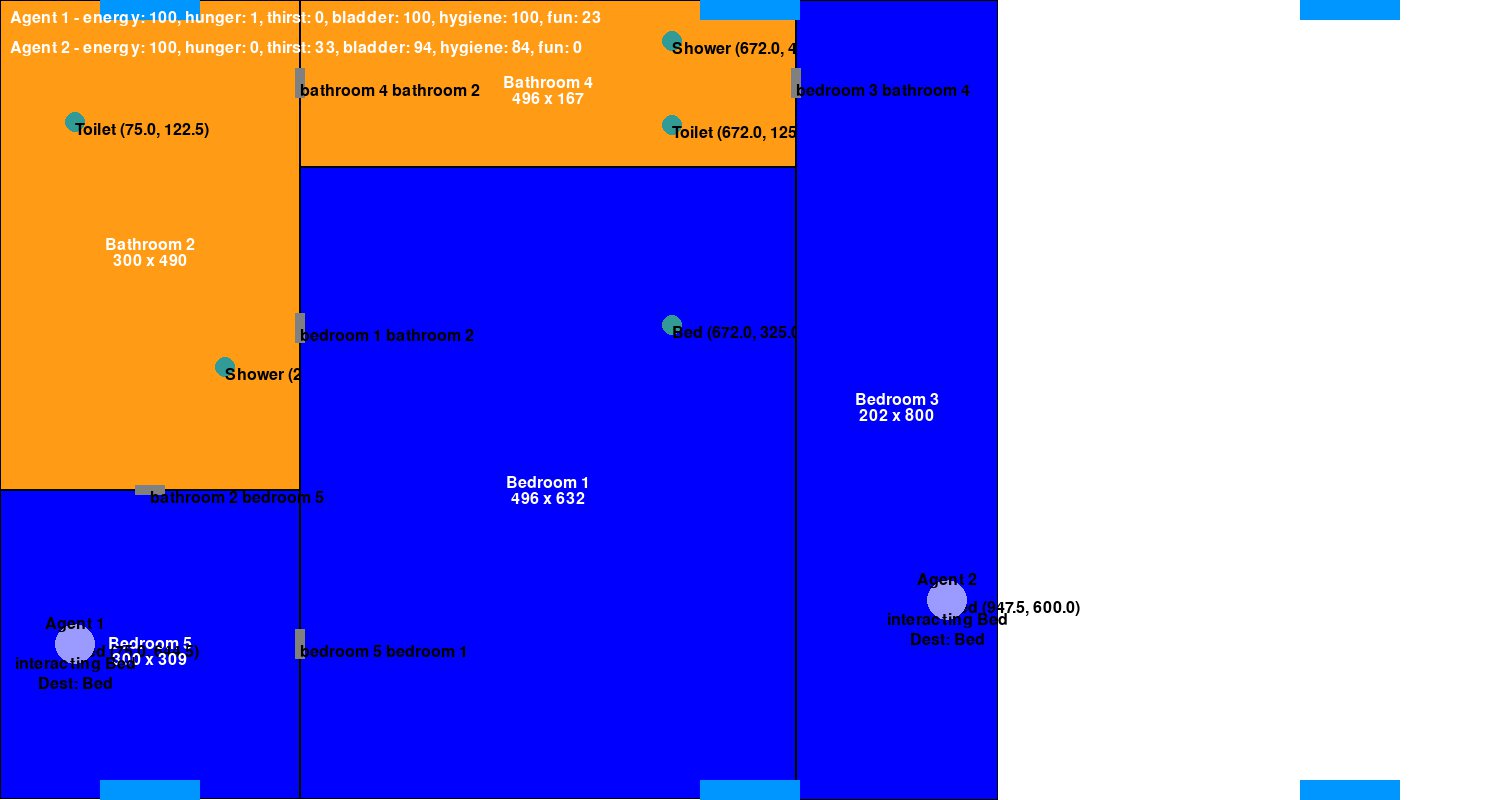 Agent 1 - energy: 100, hunger: 1, thirst: 0, bladder: 100, hygiene: 100, fun: 23
Agent 2 - energy: 100, hunger: 0, thirst: 33, bladder: 94, hygiene: 84, fun: 0
Shower (672.0, 4
Bathroom 4
496 x 167
bathroom 4 bathroom 2
bedroom 3 bathroom 4
Toilet (75.0, 122.5)
Toilet (672.0, 125
Bathroom 2
300 x 490
bedroom 1 bathroom 2
Bed (672.0, 325.0
Shower (2
Bedroom 3
202 x 800
Bedroom 1
496 x 632
bathroom 2 bedroom 5
Agent 2
(947.5, 600.0)
interacting Bed
Dest: Bed
Agent 1
Bedroom 5
300 x 309
bedroom 5 bedroom 1
interacting Bed
Dest: Bed